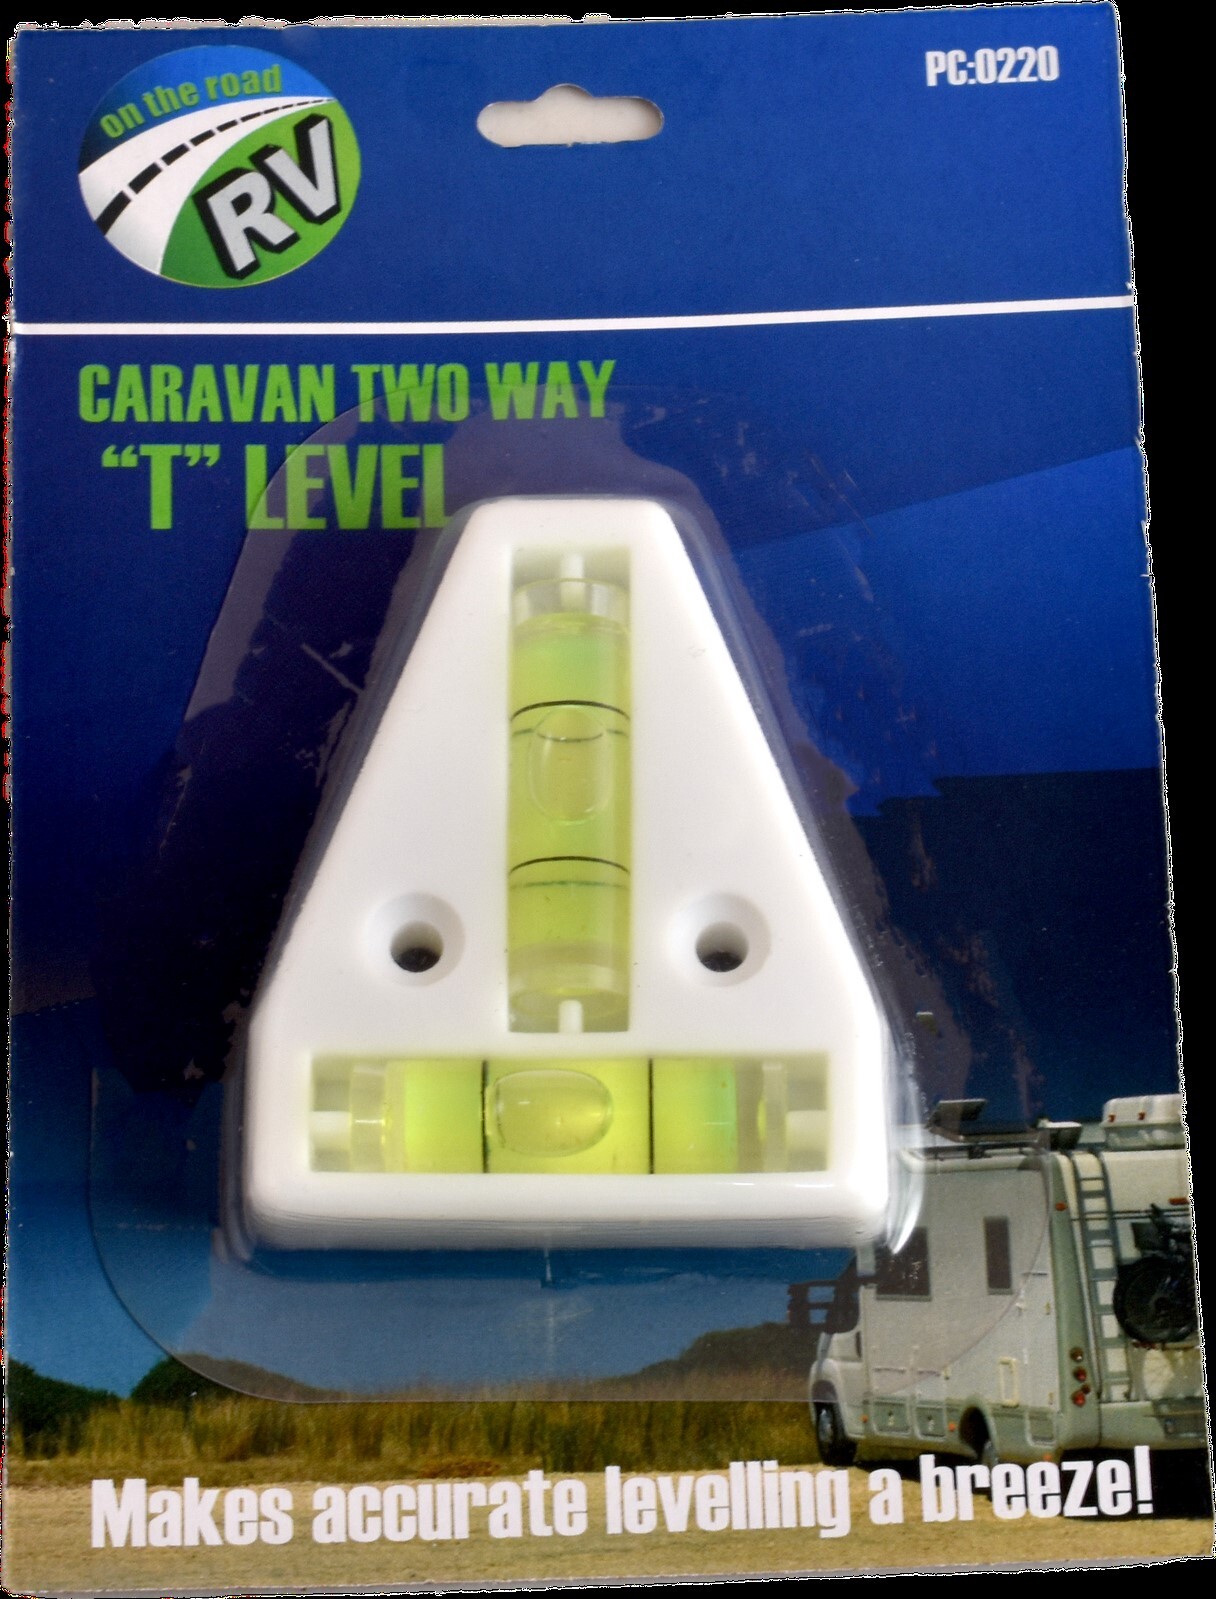 on the road
RV
PC:0220
CARAVAN TWO WAY
“T” LEVEL
Makes accurate levelling a breeze!